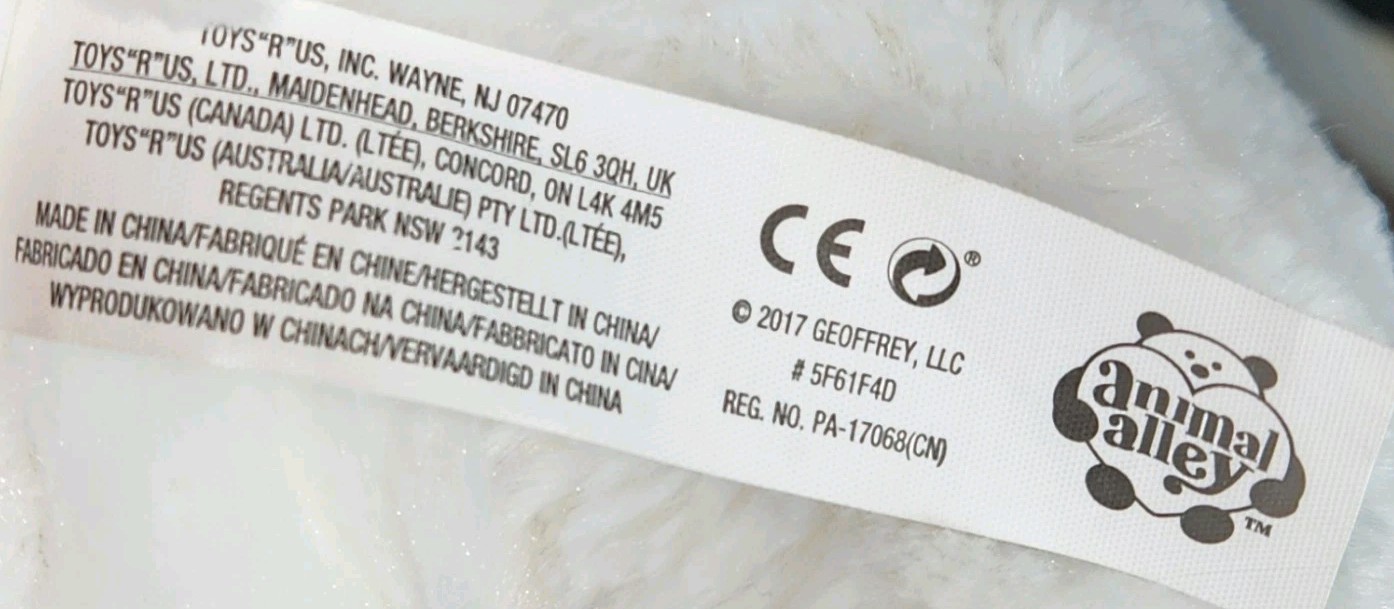 TOYS“R”US, INC. WAYNE, NJ 07470
TOYS“R”US, LTD., MAIDENHEAD, BERKSHIRE, SL6 3QH, UK
TOYS“R”US (CANADA) LTD. (LTÉE), CONCORD, ON L4K 4M5
TOYS“R”US (AUSTRALIA/AUSTRALIE) PTY LTD.(LTÉE),
REGENTS PARK NSW 2143
MADE IN CHINA/FABRIQUÉ EN CHINE/HERGESTELLT IN CHINA/
FABRICADO EN CHINA/FABRICADO NA CHINA/FABBRICATO IN CINA/
WYPRODUKOWANO W CHINACH/VERVAARDIGD IN CHINA
CE ®
© 2017 GEOFFREY, LLC
# 5F61F4D
REG. NO. PA-17068(CN)
animal
alley
TM